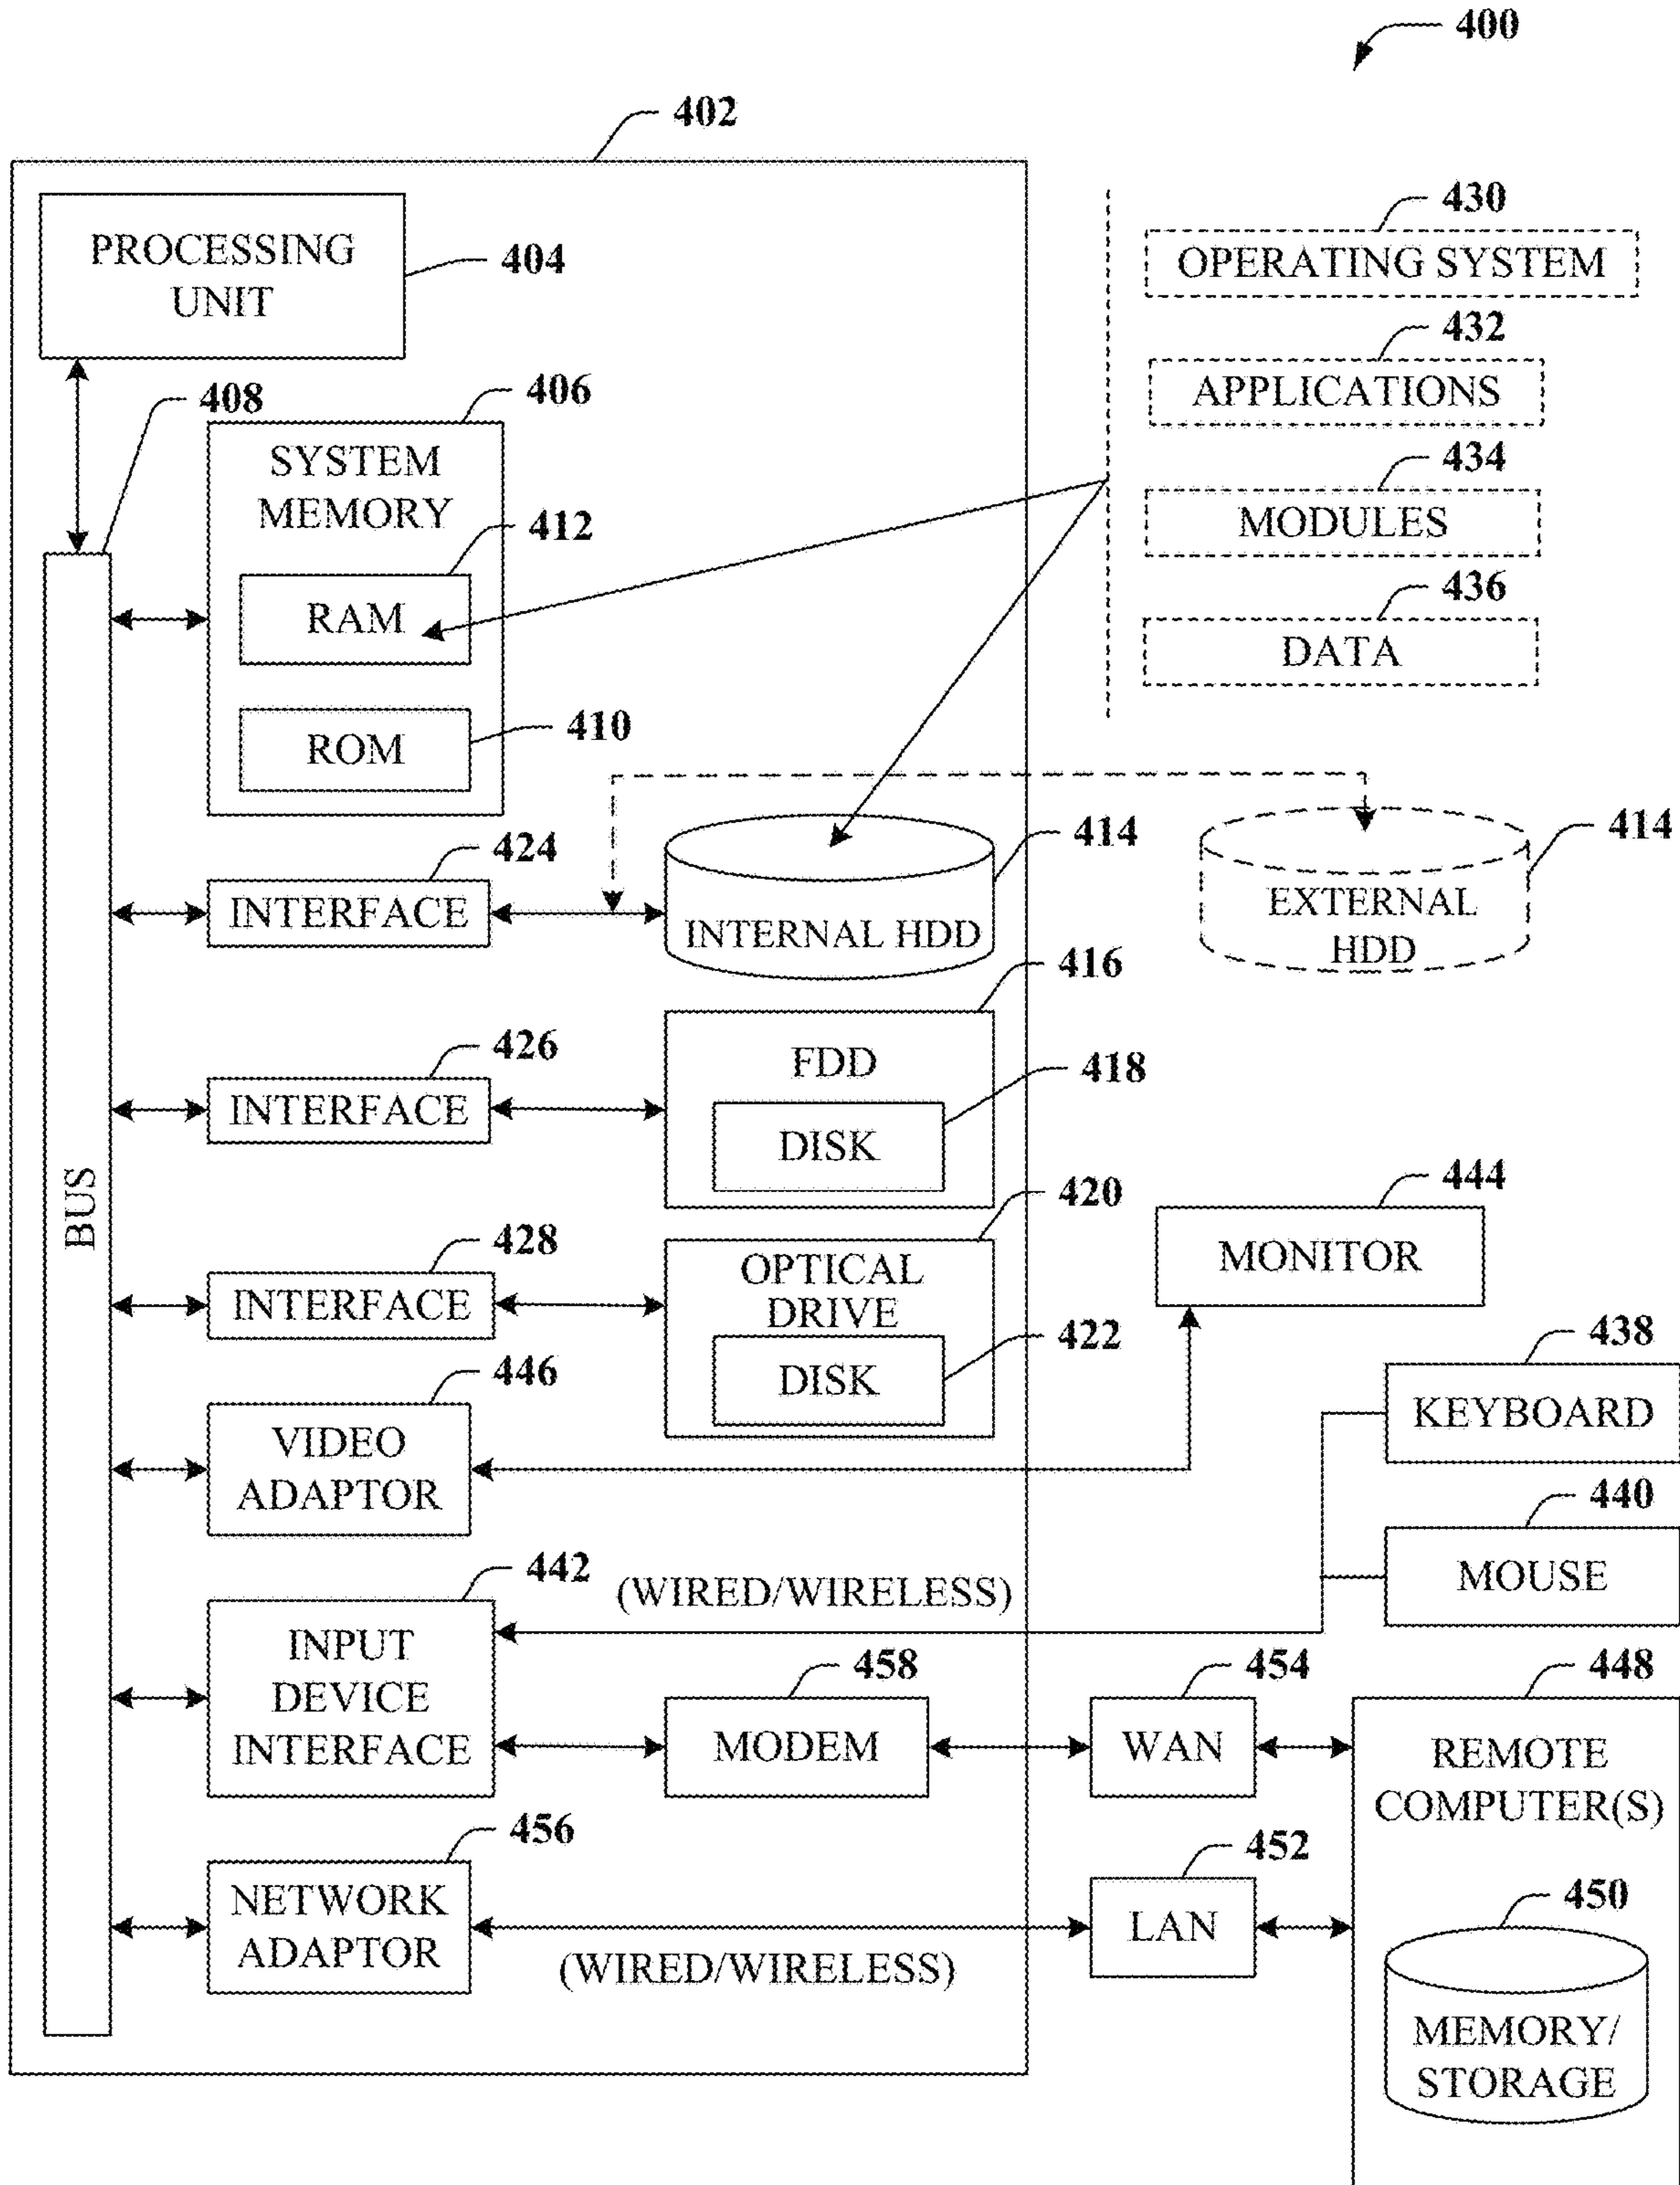 400
402
PROCESSING
UNIT
404
408
406
SYSTEM
MEMORY
412
RAM
410
ROM
430
OPERATING SYSTEM
432
APPLICATIONS
434
MODULES
436
DATA
424
INTERFACE
414
INTERNAL HDD
414
EXTERNAL
HDD
426
INTERFACE
416
FDD
418
DISK
BUS
428
INTERFACE
420
OPTICAL
DRIVE
422
DISK
444
MONITOR
438
KEYBOARD
446
VIDEO
ADAPTOR
440
MOUSE
442
(WIRED/WIRELESS)
INPUT
DEVICE
INTERFACE
458
MODEM
454
WAN
448
REMOTE
COMPUTER(S)
456
NETWORK
ADAPTOR
(WIRED/WIRELESS)
452
LAN
450
MEMORY/
STORAGE